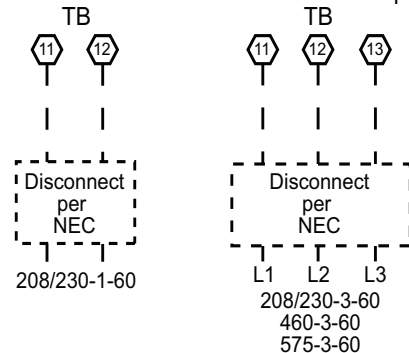 TB
11 12
Disconnect
per
NEC
208/230-1-60
TB
11 12 13
Disconnect
per
NEC
L1 L2 L3
208/230-3-60
460-3-60
575-3-60